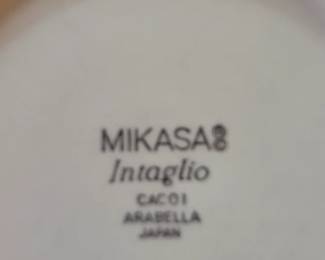 MIKASA
Intaglio
CAC01
ARABELLA
JAPAN